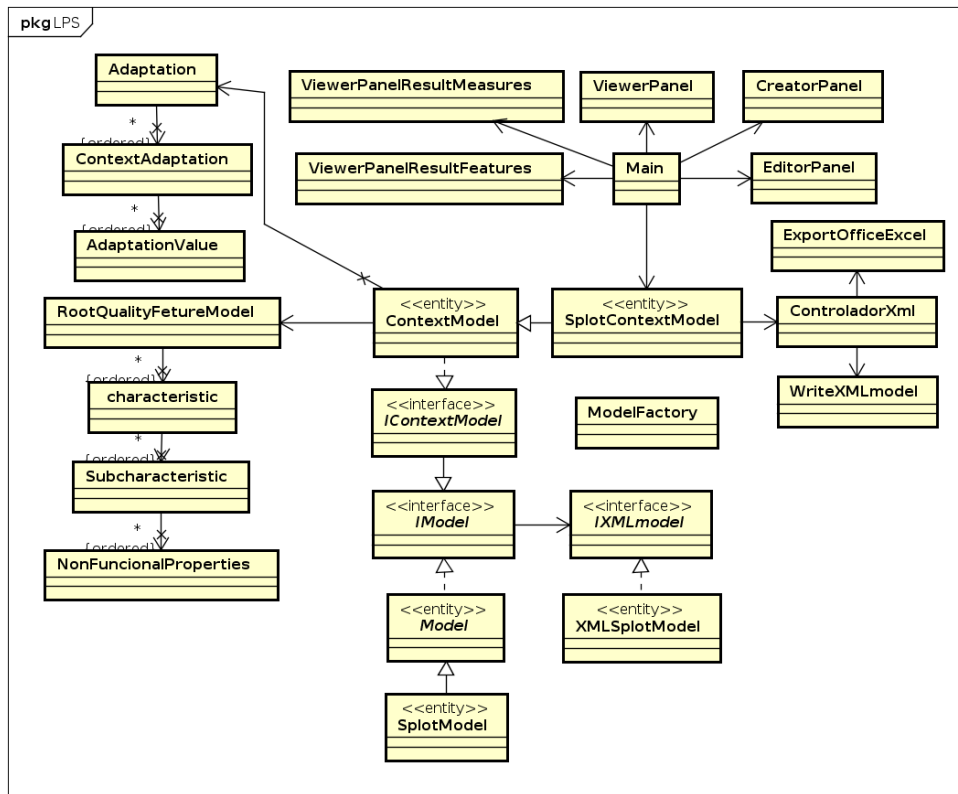 pkg LPS
Adaptation
*
{ordered}
ContextAdaptation
*
{ordered}
AdaptationValue
ViewerPanelResultMeasures
ViewerPanel
CreatorPanel
ViewerPanelResultFeatures
Main
EditorPanel
ExportOfficeExcel
RootQualityFetureModel
<<entity>>
ContextModel
<<entity>>
SplotContextModel
ControladorXml
WriteXMLmodel
*
{ordered}
characteristic
*
{ordered}
Subcharacteristic
*
{ordered}
NonFuncionalProperties
<<interface>>
IContextModel
ModelFactory
<<interface>>
IModel
<<interface>>
IXMLmodel
<<entity>>
Model
<<entity>>
XMLSplotModel
<<entity>>
SplotModel